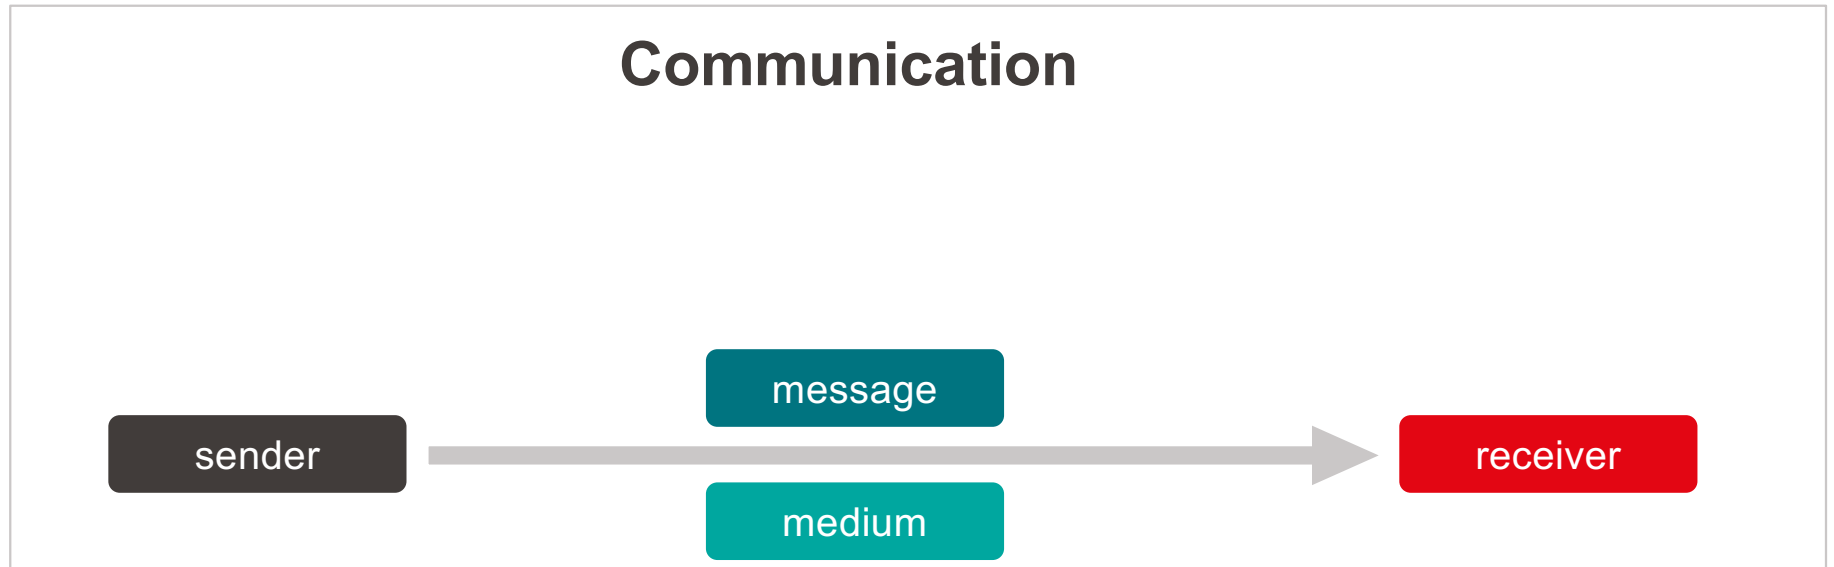 Communication
message
sender
receiver
medium